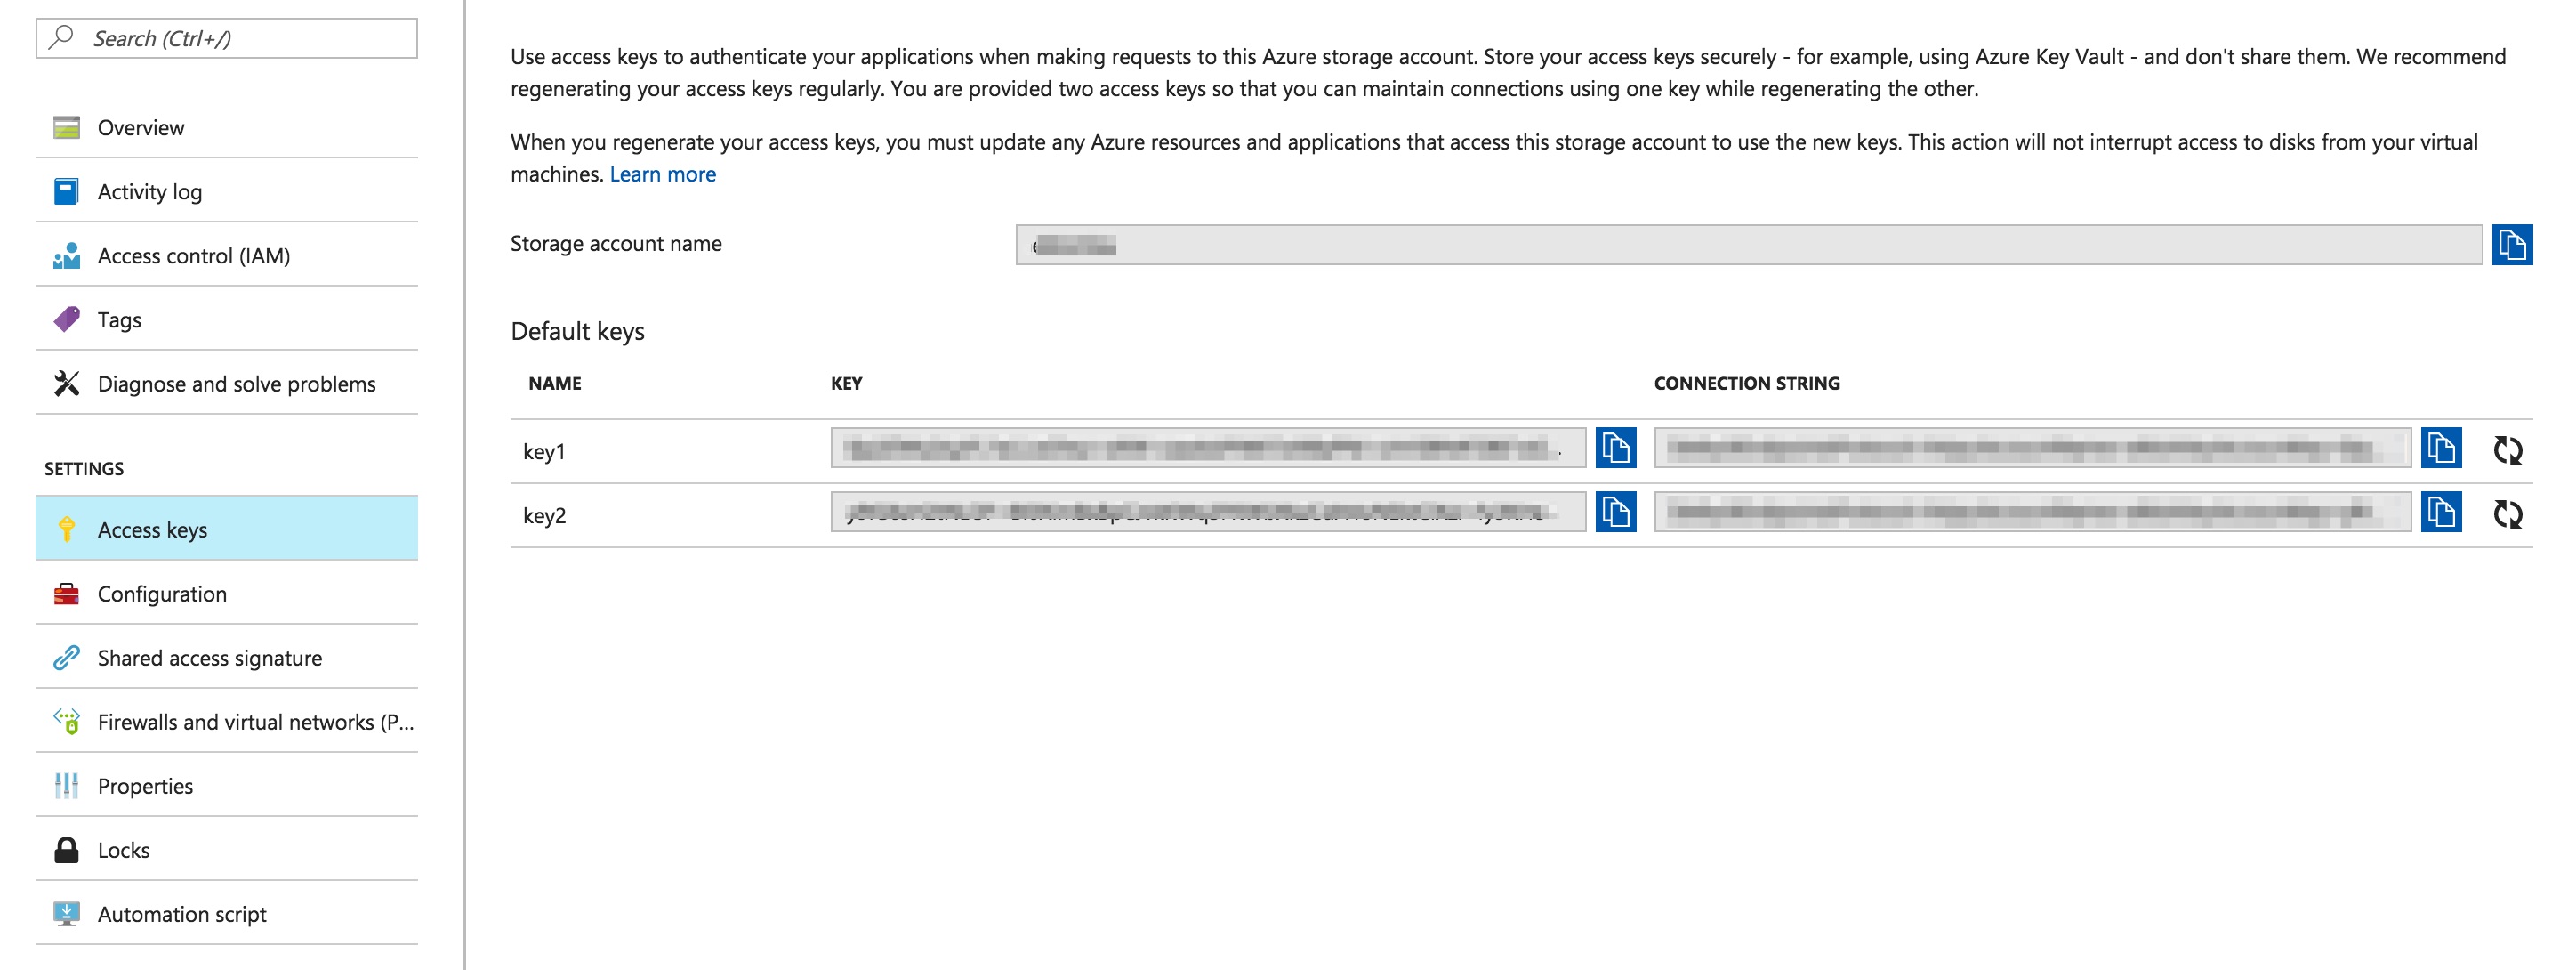 Search (Ctrl+/)
Overview
Activity log
Access control (IAM)
Tags
Diagnose and solve problems
SETTINGS
Access keys
Configuration
Shared access signature
Firewalls and virtual networks (P...
Properties
Locks
Automation script
Use access keys to authenticate your applications when making requests to this Azure storage account. Store your access keys securely - for example, using Azure Key Vault - and don't share them. We recommend
regenerating your access keys regularly. You are provided two access keys so that you can maintain connections using one key while regenerating the other.
When you regenerate your access keys, you must update any Azure resources and applications that access this storage account to use the new keys. This action will not interrupt access to disks from your virtual
machines. Learn more
Storage account name
Default keys
NAME KEY CONNECTION STRING
key1
key2